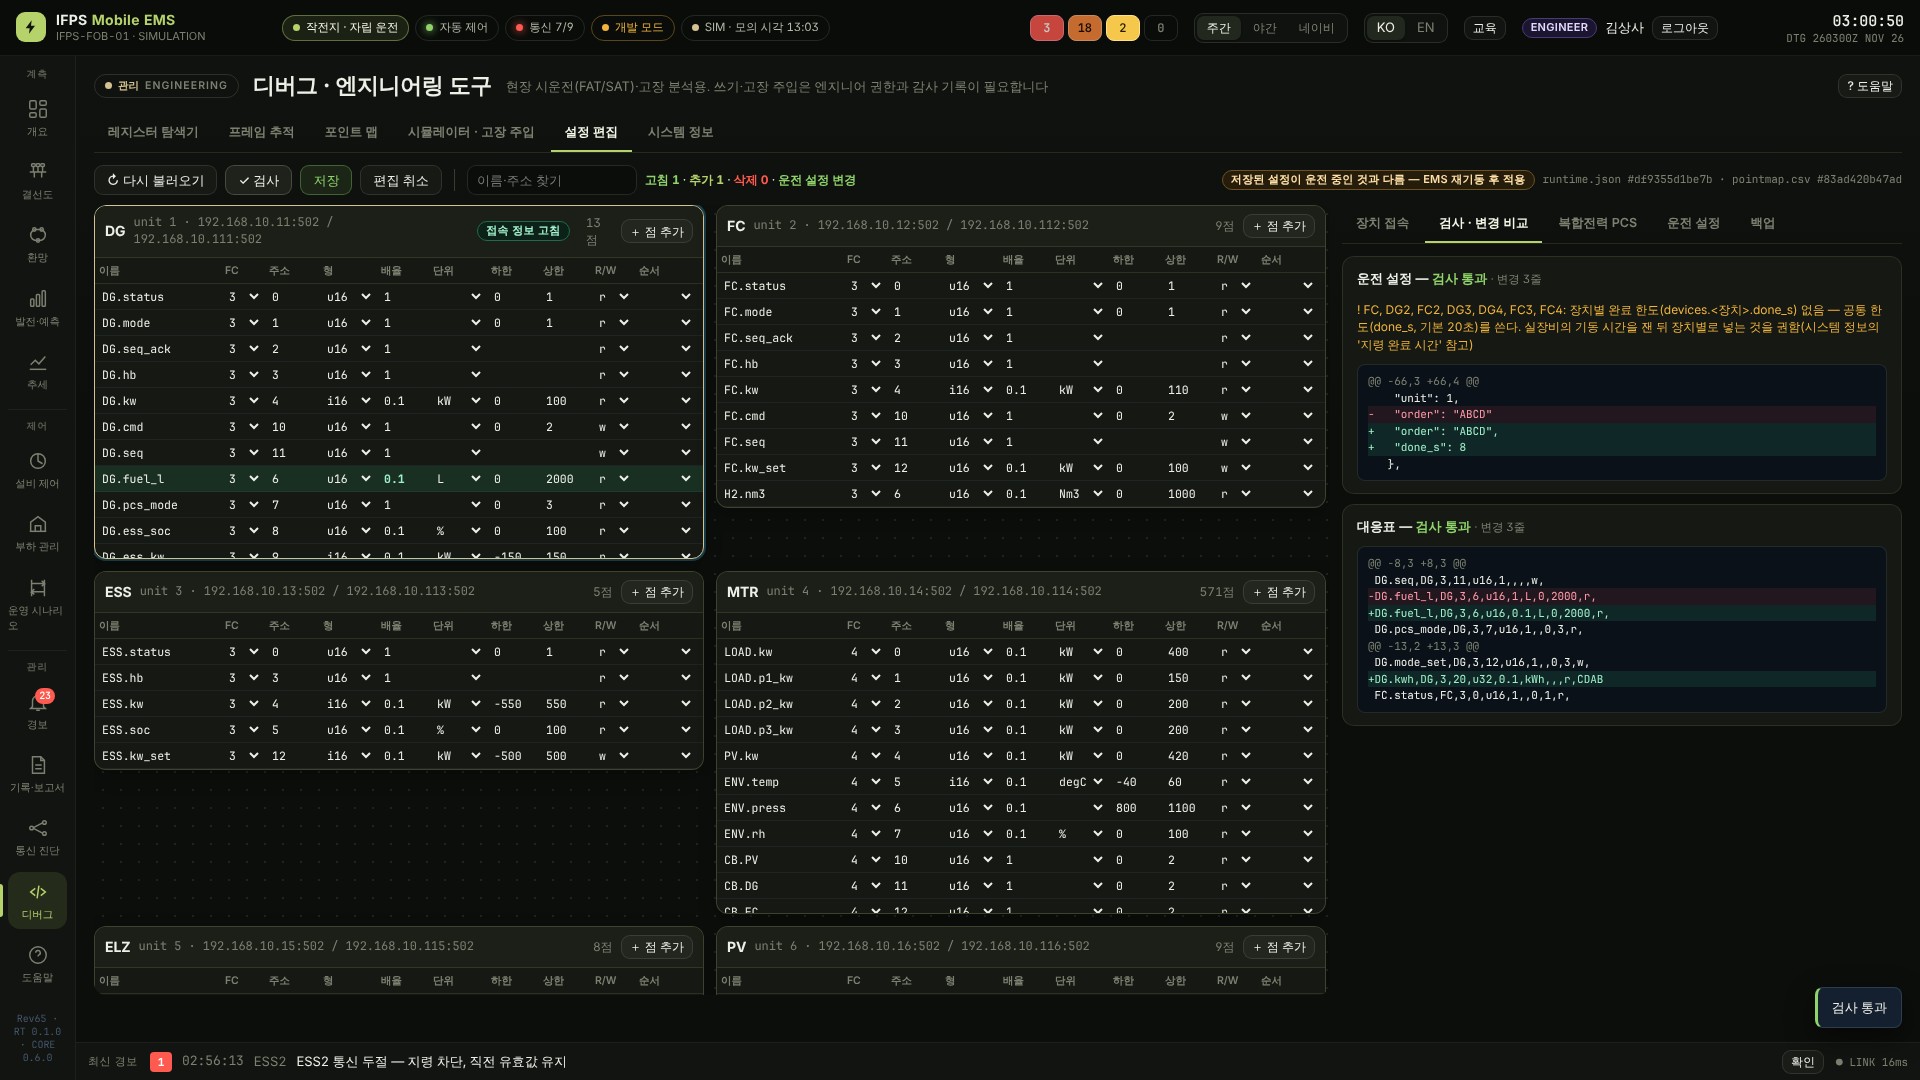 IFPS Mobile EMS
IFPS-FOB-01 · SIMULATION
작전지 · 자립 운전
자동 제어
통신 7/9
개발 모드
SIM · 모의 시각 13:03
3 18 2 0
주간 야간 네이비
KO EN
교육
ENGINEER 김상사 로그아웃
03:00:50
DTG 260300Z NOV 26
계측
개요
결선도
환망
발전·예측
추세
제어
설비 제어
부하 관리
운영 시나리오
관리
23
경보
기록·보고서
통신 진단
디버그
도움말
Rev65 · RT 0.1.0 · CORE 0.6.0
관리 ENGINEERING
디버그 · 엔지니어링 도구
현장 시운전(FAT/SAT)·고장 분석용. 쓰기·고장 주입은 엔지니어 권한과 감사 기록이 필요합니다
? 도움말
레지스터 탐색기 프레임 추적 포인트 맵 시뮬레이터 · 고장 주입 설정 편집 시스템 정보
↻ 다시 불러오기 ✓ 검사 저장 편집 취소 이름·주소 찾기 고침 1 · 추가 1 · 삭제 0 · 운전 설정 변경
저장된 설정이 운전 중인 것과 다름 — EMS 재기동 후 적용 runtime.json #df9355d1be7b · pointmap.csv #83ad420b47ad
DG unit 1 · 192.168.10.11:502 / 192.168.10.111:502 접속 정보 고침 13점 + 점 추가
이름 FC 주소 형 배율 단위 하한 상한 R/W 순서
DG.status 3 0 u16 1 0 1 r
DG.mode 3 1 u16 1 0 1 r
DG.seq_ack 3 2 u16 1 r
DG.hb 3 3 u16 1 r
DG.kw 3 4 i16 0.1 kW 0 100 r
DG.cmd 3 10 u16 1 0 2 w
DG.seq 3 11 u16 1 w
DG.fuel_l 3 6 u16 0.1 L 0 2000 r
DG.pcs_mode 3 7 u16 1 0 3 r
DG.ess_soc 3 8 u16 0.1 % 0 100 r
DG.ess_kw 3 9 i16 0.1 kW -150 150 r
FC unit 2 · 192.168.10.12:502 / 192.168.10.112:502 9점 + 점 추가
이름 FC 주소 형 배율 단위 하한 상한 R/W 순서
FC.status 3 0 u16 1 0 1 r
FC.mode 3 1 u16 1 0 1 r
FC.seq_ack 3 2 u16 1 r
FC.hb 3 3 u16 1 r
FC.kw 3 4 i16 0.1 kW 0 110 r
FC.cmd 3 10 u16 1 0 2 w
FC.seq 3 11 u16 1 w
FC.kw_set 3 12 u16 0.1 kW 0 100 w
H2.nm3 3 6 u16 0.1 Nm3 0 1000 r
ESS unit 3 · 192.168.10.13:502 / 192.168.10.113:502 5점 + 점 추가
이름 FC 주소 형 배율 단위 하한 상한 R/W 순서
ESS.status 3 0 u16 1 0 1 r
ESS.hb 3 3 u16 1 r
ESS.kw 3 4 i16 0.1 kW -550 550 r
ESS.soc 3 5 u16 0.1 % 0 100 r
ESS.kw_set 3 12 i16 0.1 kW -500 500 w
MTR unit 4 · 192.168.10.14:502 / 192.168.10.114:502 571점 + 점 추가
이름 FC 주소 형 배율 단위 하한 상한 R/W 순서
LOAD.kw 4 0 u16 0.1 kW 0 400 r
LOAD.p1_kw 4 1 u16 0.1 kW 0 150 r
LOAD.p2_kw 4 2 u16 0.1 kW 0 200 r
LOAD.p3_kw 4 3 u16 0.1 kW 0 200 r
PV.kw 4 4 u16 0.1 kW 0 420 r
ENV.temp 4 5 i16 0.1 degC -40 60 r
ENV.press 4 6 u16 0.1 800 1100 r
ENV.rh 4 7 u16 0.1 % 0 100 r
CB.PV 4 10 u16 1 0 2 r
CB.DG 4 11 u16 1 0 2 r
CB.FC 4 12 u16 1 0 2 r
ELZ unit 5 · 192.168.10.15:502 / 192.168.10.115:502 8점 + 점 추가
이름 FC 주소 형 배율 단위 하한 상한 R/W 순서
PV unit 6 · 192.168.10.16:502 / 192.168.10.116:502 9점 + 점 추가
이름 FC 주소 형 배율 단위 하한 상한 R/W 순서
장치 접속 검사 · 변경 비교 복합전력 PCS 운전 설정 백업
운전 설정 — 검사 통과 · 변경 3줄
! FC, DG2, FC2, DG3, DG4, FC3, FC4: 장치별 완료 한도(devices.<장치>.done_s) 없음 — 공통 한
도(done_s, 기본 20초)를 쓴다. 실장비의 기동 시간을 잰 뒤 장치별로 넣는 것을 권함(시스템 정보의
'지령 완료 시간' 참고)
@@ -66,3 +66,4 @@
"unit": 1,
- "order": "ABCD"
+ "order": "ABCD",
+ "done_s": 8
},
대응표 — 검사 통과 · 변경 3줄
@@ -8,3 +8,3 @@
DG.seq,DG,3,11,u16,1,,,,w,
-DG.fuel_l,DG,3,6,u16,1,L,0,2000,r,
+DG.fuel_l,DG,3,6,u16,0.1,L,0,2000,r,
DG.pcs_mode,DG,3,7,u16,1,,0,3,r,
@@ -13,2 +13,3 @@
DG.mode_set,DG,3,12,u16,1,,0,3,w,
+DG.kwh,DG,3,20,u32,0.1,kWh,,,r,CDAB
FC.status,FC,3,0,u16,1,,0,1,r,
검사 통과
최신 경보 1 02:56:13 ESS2 ESS2 통신 두절 — 지령 차단, 직전 유효값 유지
확인 LINK 16ms